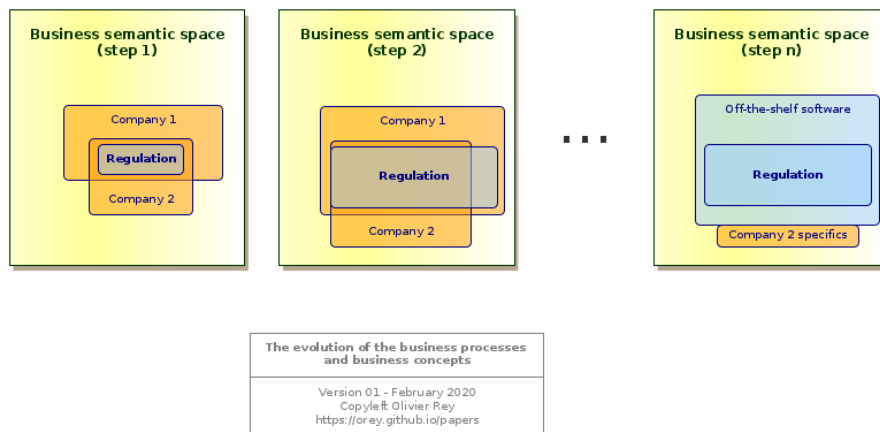 Business semantic space
(step 1)
Company 1
Regulation
Company 2
Business semantic space
(step 2)
Company 1
Regulation
Company 2
...
Business semantic space
(step n)
Off-the-shelf software
Regulation
Company 2 specifics
The evolution of the business processes
and business concepts
Version 01 - February 2020
Copyleft Olivier Rey
https://orey.github.io/papers